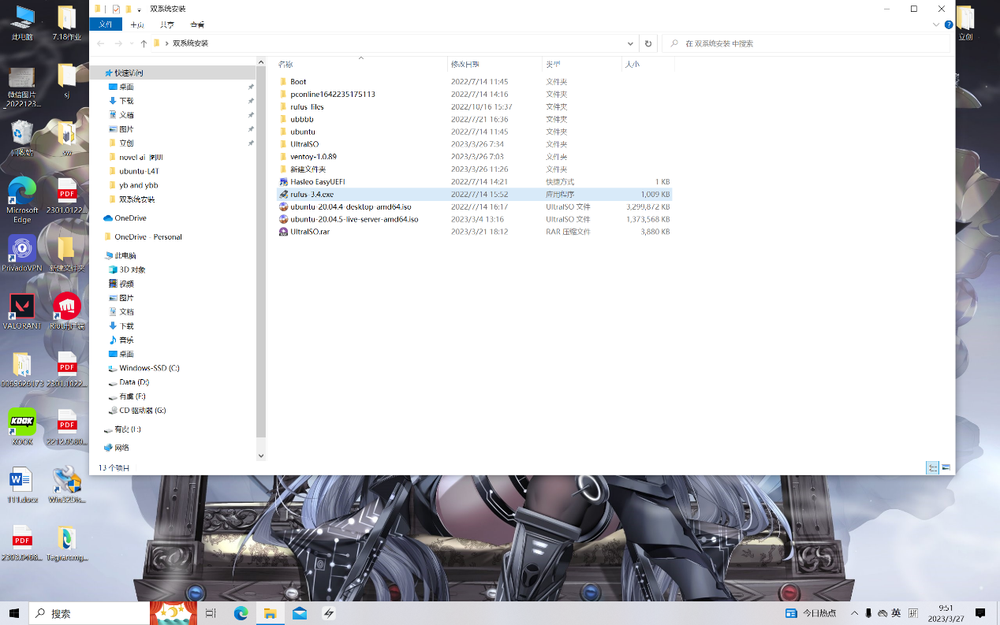 双系统安装
文件 主页 共享 查看
双系统安装
在 双系统安装 中搜索
名称 修改日期 类型 大小
快速访问
桌面
下载
文档
图片
立创
novel ai
ubuntu-L4T
yb and ybb
双系统安装
OneDrive
OneDrive - Personal
此电脑
3D 对象
视频
图片
文档
下载
音乐
桌面
Windows-SSD (C:)
Data (D:)
有虞 (F:)
CD 驱动器 (G:)
网络
13 个项目
Boot 2022/7/14 11:45 文件夹
pconline1642235175113 2022/7/14 14:16 文件夹
rufus_files 2022/10/16 15:37 文件夹
ubbbb 2022/7/21 16:36 文件夹
ubuntu 2022/7/14 11:45 文件夹
UltraISO 2023/3/26 7:34 文件夹
ventoy-1.0.89 2023/3/26 7:03 文件夹
新建文件夹 2023/3/26 11:26 文件夹
Hasleo EasyUEFI 2022/7/14 14:21 快捷方式 1 KB
rufus-3.4.exe 2022/7/14 15:52 应用程序 1,009 KB
ubuntu-20.04.4-desktop-amd64.iso 2022/7/14 16:17 UltraISO 文件 3,299,872 KB
ubuntu-20.04.5-live-server-amd64.iso 2023/3/4 13:16 UltraISO 文件 1,373,568 KB
UltraISO.rar 2023/3/21 18:12 RAR 压缩文件 3,880 KB
此电脑
7.18作业
微信图片_2022123...
sj
回收站
sw
Microsoft Edge
2301.0122...
PrivadoVPN
新建文件夹
VALORANT
Riot客户端
0065626173
2301.1022...
KOOK
2212.0980...
111.docx
Win32Dis...
2303.0468...
立创
搜索
今日热点
英
拼
9:51
2023/3/27